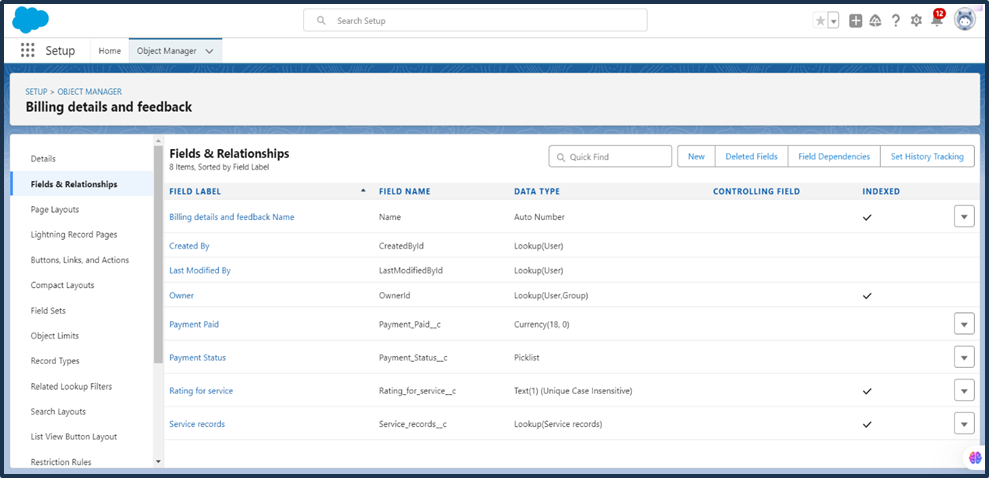 Search Setup
12
Setup Home Object Manager
SETUP > OBJECT MANAGER
Billing details and feedback
Details
Fields & Relationships
Page Layouts
Lightning Record Pages
Buttons, Links, and Actions
Compact Layouts
Field Sets
Object Limits
Record Types
Related Lookup Filters
Search Layouts
List View Button Layout
Restriction Rules
Fields & Relationships
8 Items, Sorted by Field Label
Quick Find
New Deleted Fields Field Dependencies Set History Tracking
FIELD LABEL FIELD NAME DATA TYPE CONTROLLING FIELD INDEXED
Billing details and feedback Name Name Auto Number
Created By CreatedById Lookup(User)
Last Modified By LastModifiedById Lookup(User)
Owner OwnerId Lookup(User,Group)
Payment Paid Payment_Paid__c Currency(18, 0)
Payment Status Payment_Status__c Picklist
Rating for service Rating_for_service__c Text(1) (Unique Case Insensitive)
Service records Service_records__c Lookup(Service records)